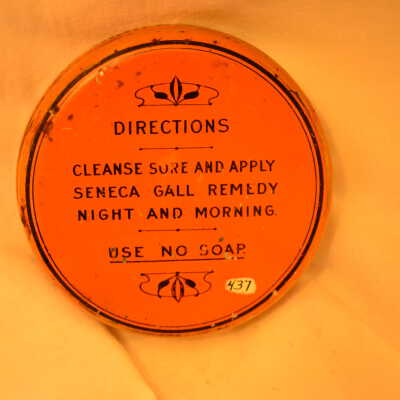 DIRECTIONS
CLEANSE SORE AND APPLY
SENECA GALL REMEDY
NIGHT AND MORNING.
USE NO SOAP
437